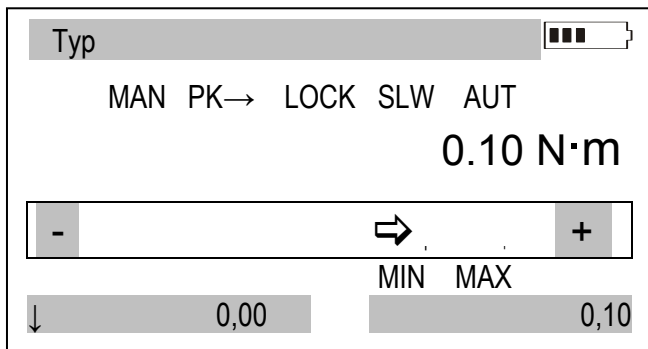 Typ
MAN PK→ LOCK SLW AUT
0.10 N·m
- ⇨ +
MIN MAX
↓ 0,00 0,10